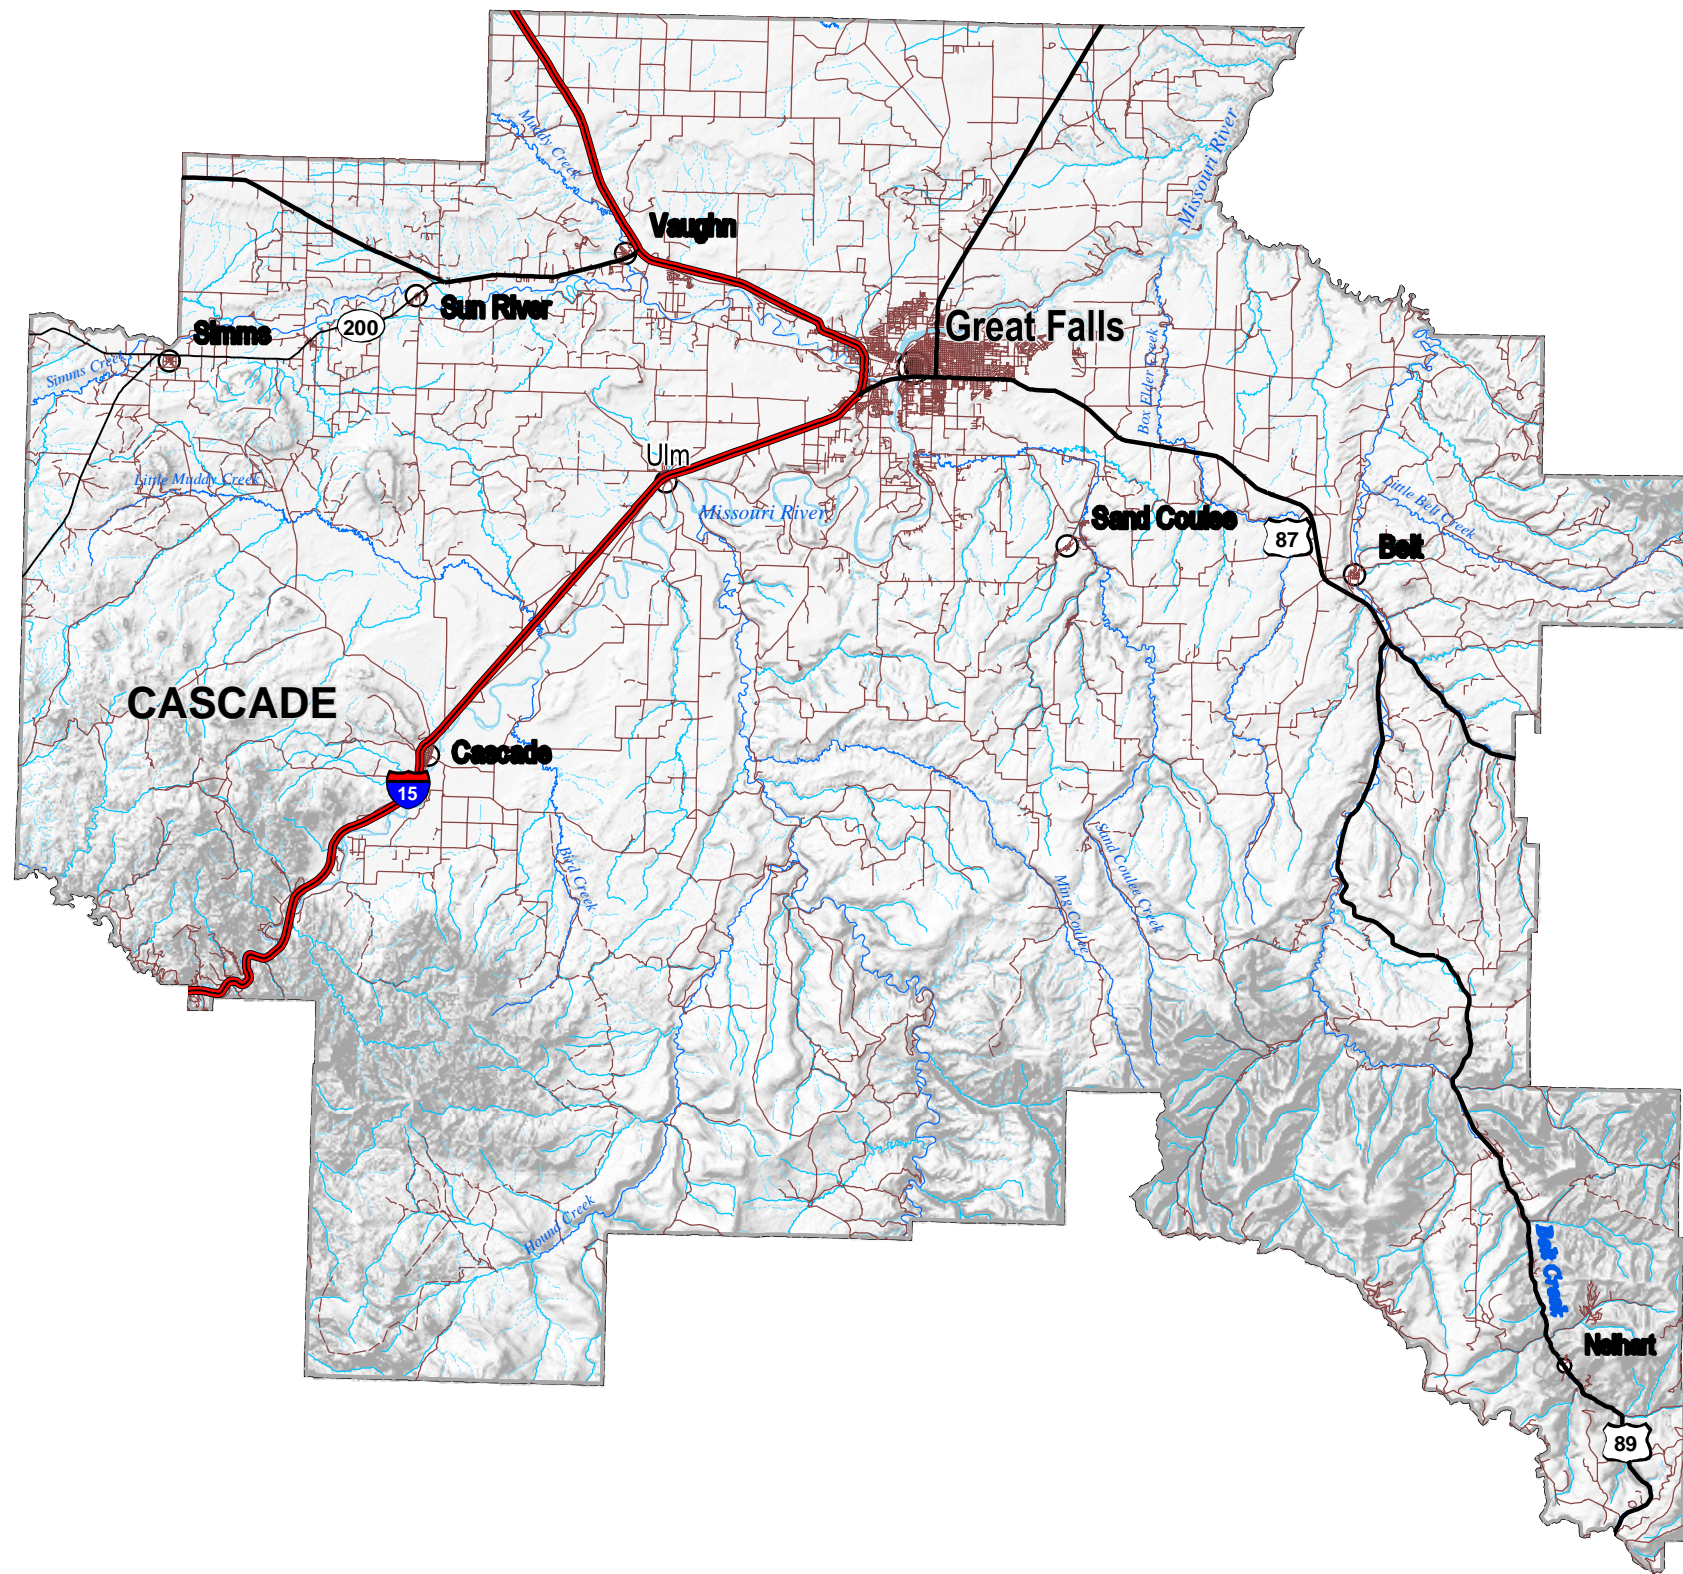 Muddy Creek
Missouri River
Vaughn
Sun River
Simms
200
Great Falls
Simms Creek
Box Elder Creek
Ulm
Little Muddy Creek
Missouri River
Little Belt Creek
Sand Coulee
87
Belt
CASCADE
Cascade
15
Bird Creek
Sand Coulee Creek
Ming Coulee
Hound Creek
Belt Creek
Neihart
89